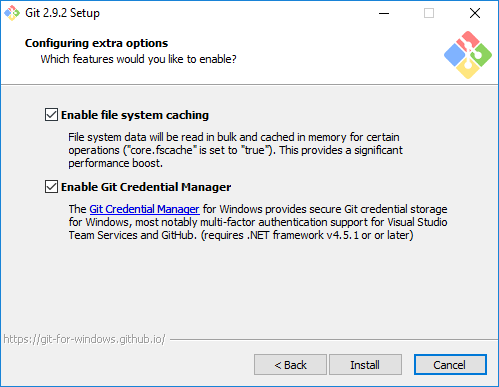 Git 2.9.2 Setup
Configuring extra options
Which features would you like to enable?
Enable file system caching
File system data will be read in bulk and cached in memory for certain
operations ("core.fscache" is set to "true"). This provides a significant
performance boost.
Enable Git Credential Manager
The Git Credential Manager for Windows provides secure Git credential storage
for Windows, most notably multi-factor authentication support for Visual Studio
Team Services and GitHub. (requires .NET framework v4.5.1 or or later)
https://git-for-windows.github.io/
< Back
Install
Cancel